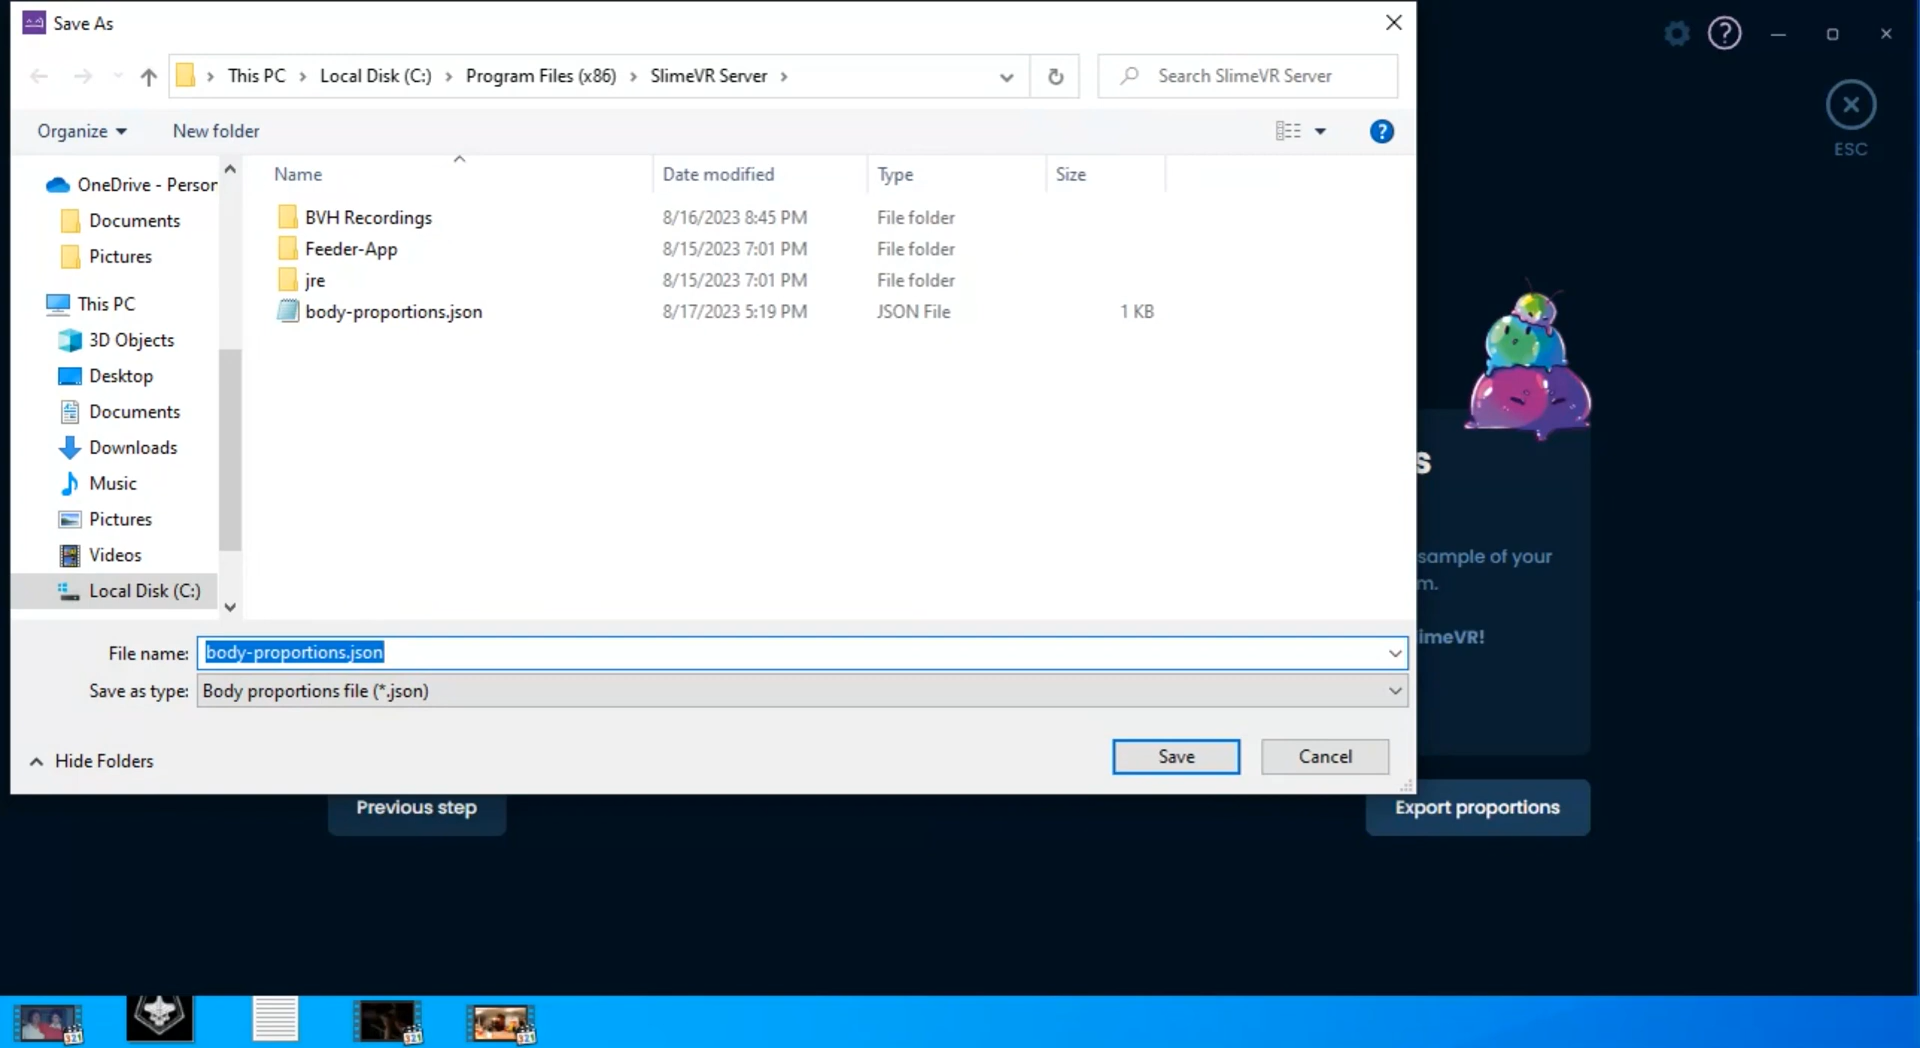 Save As
This PC > Local Disk (C:) > Program Files (x86) > SlimeVR Server >
Search SlimeVR Server
Organize
New folder
?
?
ESC
Name
Date modified
Type
Size
OneDrive - Person
Documents
Pictures
This PC
3D Objects
Desktop
Documents
Downloads
Music
Pictures
Videos
Local Disk (C:)
BVH Recordings 8/16/2023 8:45 PM File folder
Feeder-App 8/15/2023 7:01 PM File folder
jre 8/15/2023 7:01 PM File folder
body-proportions.json 8/17/2023 5:19 PM JSON File 1 KB
s
sample of your
m.
imeVR!
File name: body-proportions.json
Save as type: Body proportions file (*.json)
Hide Folders
Save
Cancel
Previous step
Export proportions
321
321
321